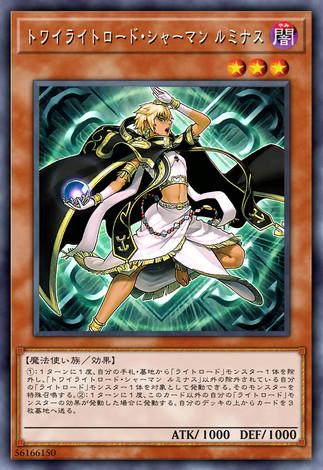 トワイライトロード・シャーマン ルミナス
闇
やみ
【魔法使い族／効果】
①:1ターンに1度、自分の手札・墓地から「ライトロード」モンスター1体を除
外し、「トワイライトロード・シャーマン ルミナス」以外の除外されている自分
の「ライトロード」モンスター1体を対象として発動できる。そのモンスターを
特殊召喚する。②:1ターンに1度、このカード以外の自分の「ライトロード」モ
ンスターの効果が発動した場合に発動する。自分のデッキの上からカードを3
枚墓地へ送る。
ATK/1000 DEF/1000
56166150